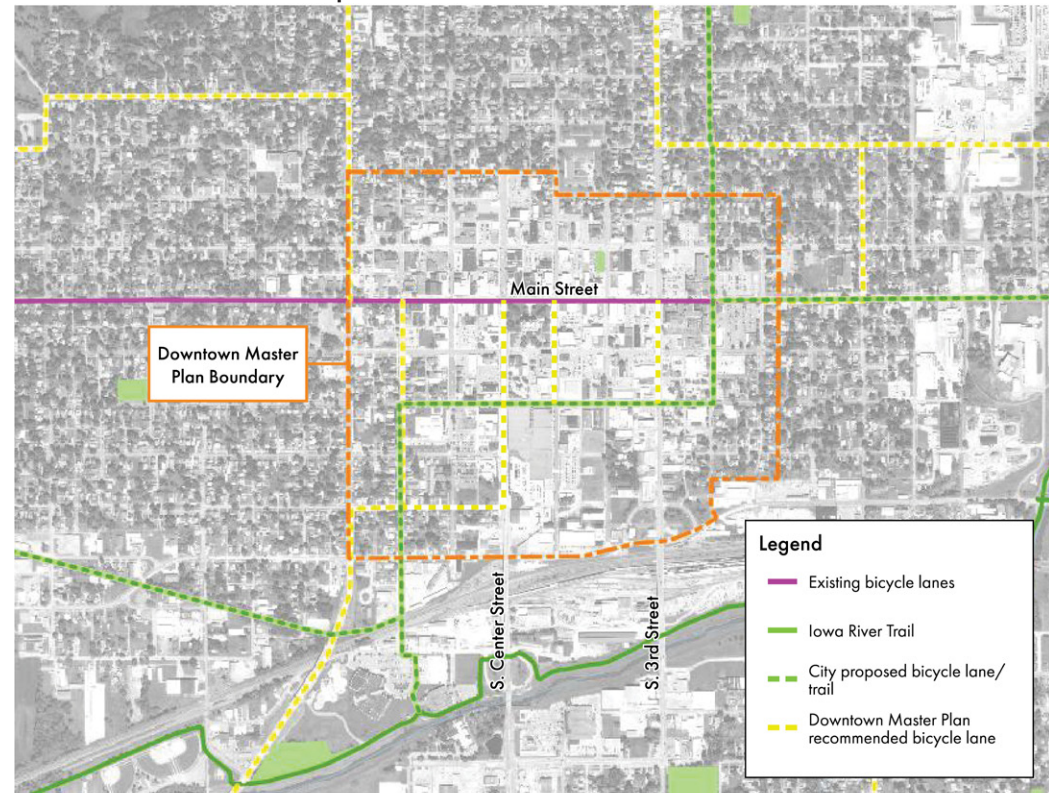 Main Street
Downtown Master
Plan Boundary
S. Center Street
S. 3rd Street
Legend
Existing bicycle lanes
Iowa River Trail
City proposed bicycle lane/
trail
Downtown Master Plan
recommended bicycle lane